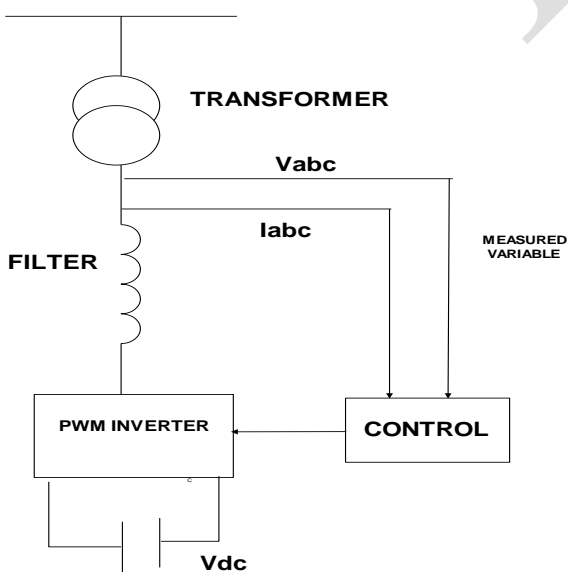 TRANSFORMER
Vabc
Iabc
MEASURED
VARIABLE
FILTER
PWM INVERTER
CONTROL
C
Vdc